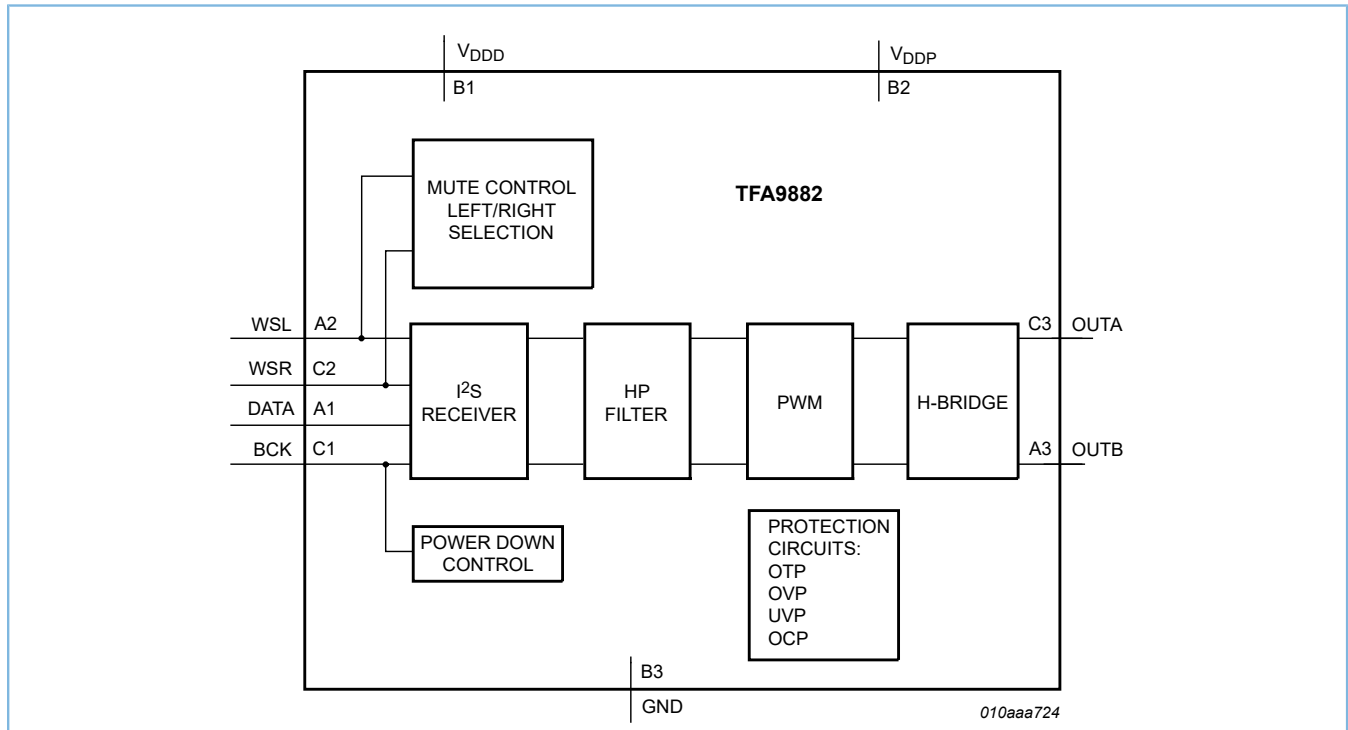 VDDD
VDDP
B1
B2
MUTE CONTROL
LEFT/RIGHT
SELECTION
TFA9882
WSL
A2
WSR
C2
DATA
A1
BCK
C1
I2S
RECEIVER
HP
FILTER
PWM
H-BRIDGE
C3
OUTA
A3
OUTB
POWER DOWN
CONTROL
PROTECTION
CIRCUITS:
OTP
OVP
UVP
OCP
B3
GND
010aaa724